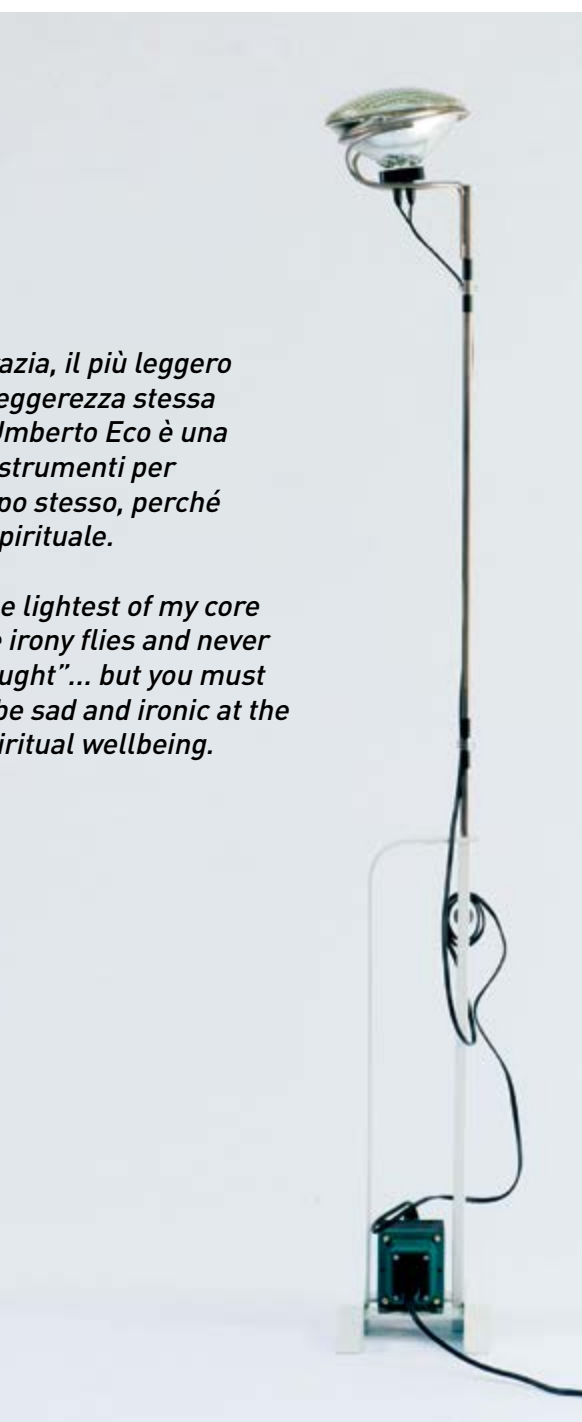 azia, il più leggero
eggerezza stessa
Umberto Eco è una
strumenti per
po stesso, perché
pirituale.
e lightest of my core
e irony flies and never
ught”... but you must
be sad and ironic at the
iritual wellbeing.